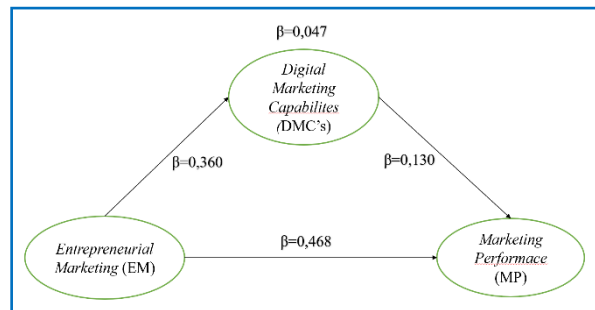 β=0,047
Digital
Marketing
Capabilites
(DMC’s)
β=0,360
β=0,130
Entrepreneurial
Marketing (EM)
β=0,468
Marketing
Performace
(MP)